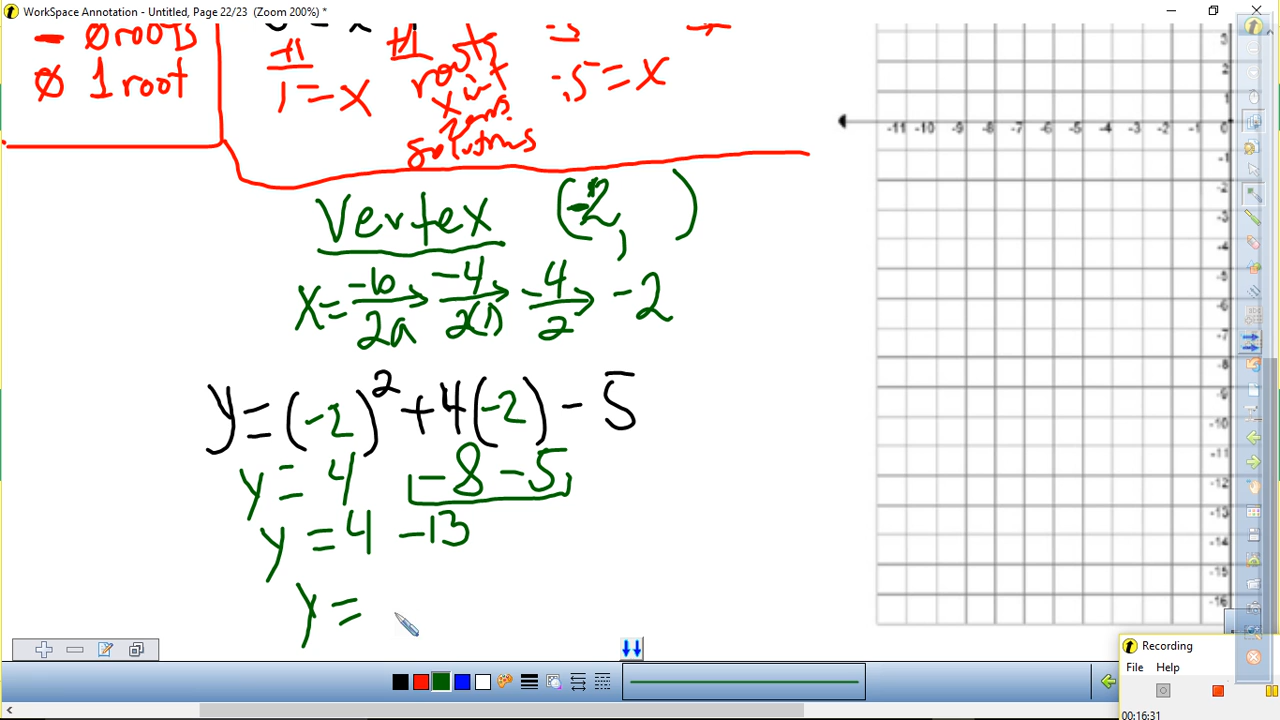 WorkSpace Annotation - Untitled, Page 22/23 (Zoom 200%) *
- ∅ roots
∅ 1 root
+1 +1
1 = x
roots
x int
zeros
solutions
-5 = x
Vertex (-2, )
x = -b/2a → -4/2(1) → -4/2 → -2
y = (-2)² + 4(-2) - 5
y = 4 -8 -5
y = 4 -13
y =
-11 -10 -9 -8 -7 -6 -5 -4 -3 -2 -1 0
3
2
1
-1
-2
-3
-4
-5
-6
-7
-8
-9
-10
-11
-12
-13
-14
-15
-16
Recording
File Help
00:16:31